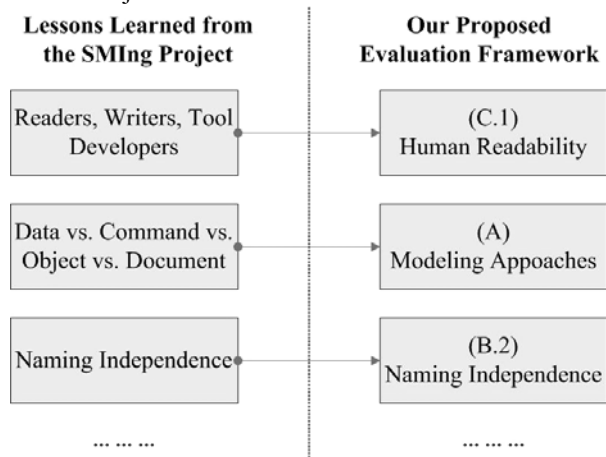 Lessons Learned from
the SMIng Project
Our Proposed
Evaluation Framework
Readers, Writers, Tool
Developers
(C.1)
Human Readability
Data vs. Command vs.
Object vs. Document
(A)
Modeling Appoaches
Naming Independence
(B.2)
Naming Independence
... ... ...
... ... ...